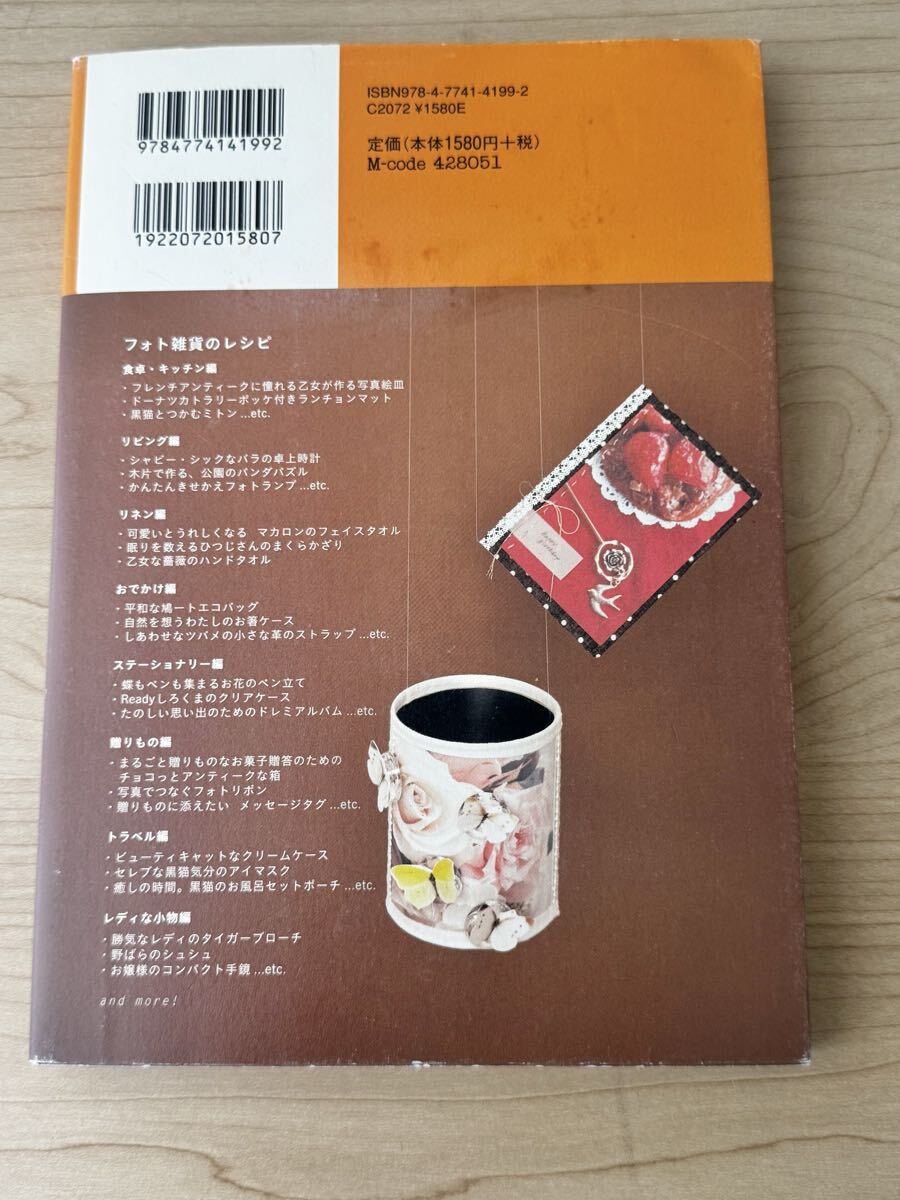 ISBN978-4-7741-4199-2
C2072 ¥1580E
9784774141992
定価(本体1580円+税)
M-code 428051
1922072015807
フォト雑貨のレシピ
食卓・キッチン編
・フレンチアンティークに憧れる乙女が作る写真絵皿
・ドーナツカトラリーポッケ付きランチョンマット
・黒猫とつかむミトン ...etc.
リビング編
・シャビー・シックなバラの卓上時計
・木片で作る、公園のパンダパズル
・かんたんきせかえフォトランプ ...etc.
リネン編
・可愛いとうれしくなる マカロンのフェイスタオル
・眠りを数えるひつじさんのまくらかざり
・乙女な薔薇のハンドタオル
おでかけ編
・平和な鳩ートエコバッグ
・自然を想うわたしのお箸ケース
・しあわせなツバメの小さな革のストラップ ...etc.
ステーショナリー編
・蝶もペンも集まるお花のペン立て
・Readyしろくまのクリアケース
・たのしい思い出のためのドレミアルバム ...etc.
贈りもの編
・まるごと贈りものなお菓子贈答のための
チョコっとアンティークな箱
・写真でつなぐフォトリボン
・贈りものに添えたい メッセージタグ ...etc.
トラベル編
・ビューティキャットなクリームケース
・セレブな黒猫気分のアイマスク
・癒しの時間。黒猫のお風呂セットポーチ ...etc.
レディな小物編
・勝気なレディのタイガーブローチ
・野ばらのシュシュ
・お嬢様のコンパクト手鏡 ...etc.
and more!
Happy
Birthday